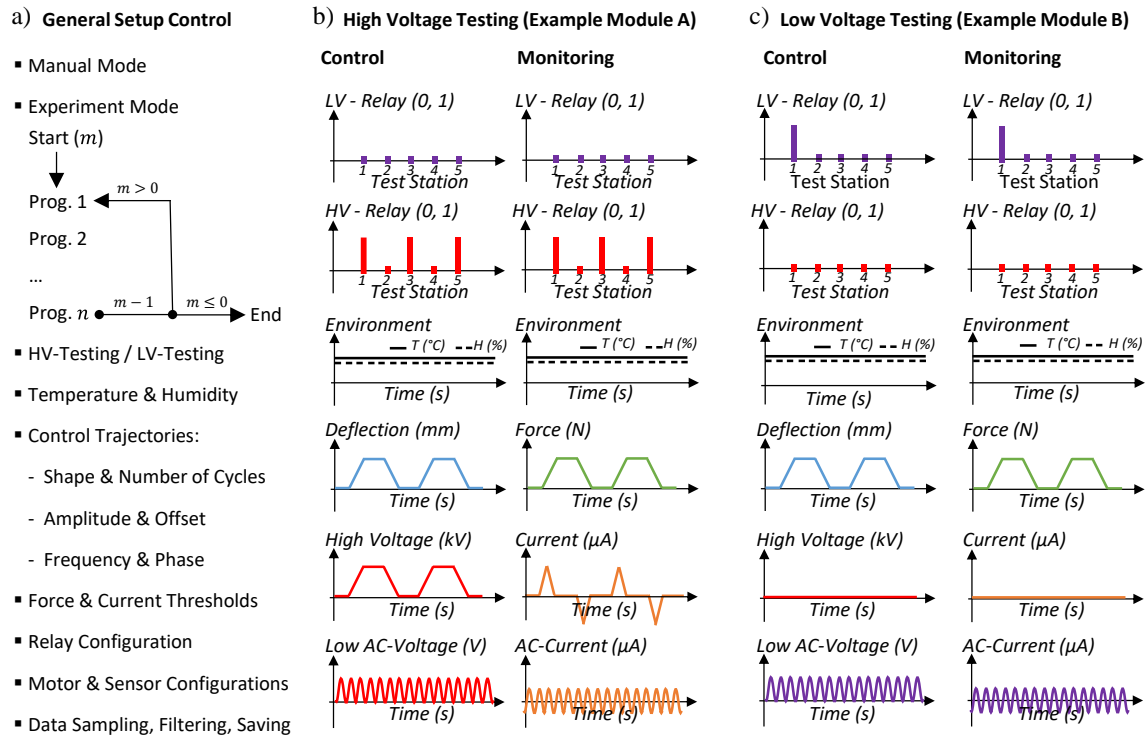 a) General Setup Control
▪ Manual Mode
▪ Experiment Mode
Start (m)
m > 0
Prog. 1
Prog. 2
...
Prog. n
m − 1
m ≤ 0
End
▪ HV-Testing / LV-Testing
▪ Temperature & Humidity
▪ Control Trajectories:
- Shape & Number of Cycles
- Amplitude & Offset
- Frequency & Phase
▪ Force & Current Thresholds
▪ Relay Configuration
▪ Motor & Sensor Configurations
▪ Data Sampling, Filtering, Saving
b) High Voltage Testing (Example Module A)
Control
Monitoring
LV - Relay (0, 1)
1 2 3 4 5
Test Station
LV - Relay (0, 1)
1 2 3 4 5
Test Station
HV - Relay (0, 1)
1 2 3 4 5
Test Station
HV - Relay (0, 1)
1 2 3 4 5
Test Station
Environment
T (°C) H (%)
Time (s)
Environment
T (°C) H (%)
Time (s)
Deflection (mm)
Time (s)
Force (N)
Time (s)
High Voltage (kV)
Time (s)
Current (μA)
Time (s)
Low AC-Voltage (V)
Time (s)
AC-Current (μA)
Time (s)
c) Low Voltage Testing (Example Module B)
Control
Monitoring
LV - Relay (0, 1)
1 2 3 4 5
Test Station
LV - Relay (0, 1)
1 2 3 4 5
Test Station
HV - Relay (0, 1)
1 2 3 4 5
Test Station
HV - Relay (0, 1)
1 2 3 4 5
Test Station
Environment
T (°C) H (%)
Time (s)
Environment
T (°C) H (%)
Time (s)
Deflection (mm)
Time (s)
Force (N)
Time (s)
High Voltage (kV)
Time (s)
Current (μA)
Time (s)
Low AC-Voltage (V)
Time (s)
AC-Current (μA)
Time (s)